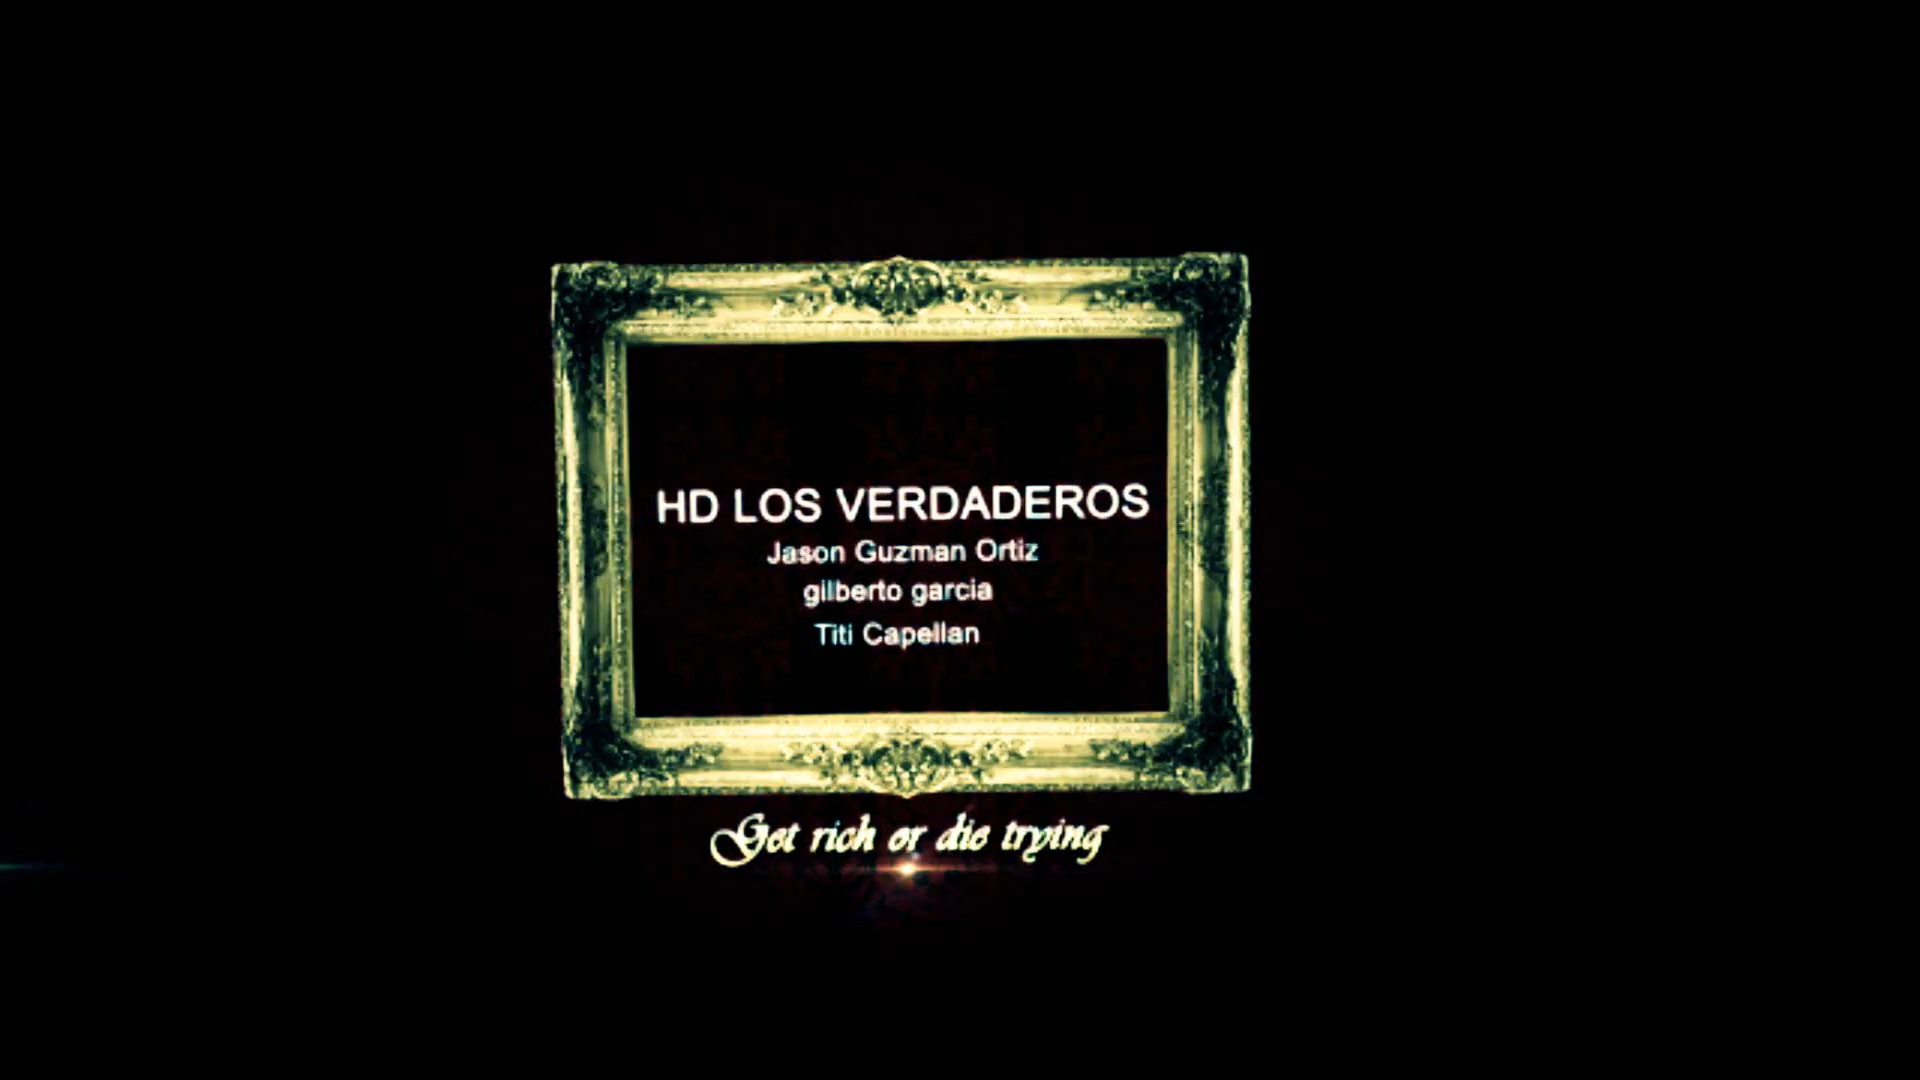 HD LOS VERDADEROS
Jason Guzman Ortiz
gilberto garcia
Titi Capellan
Get rich or die trying